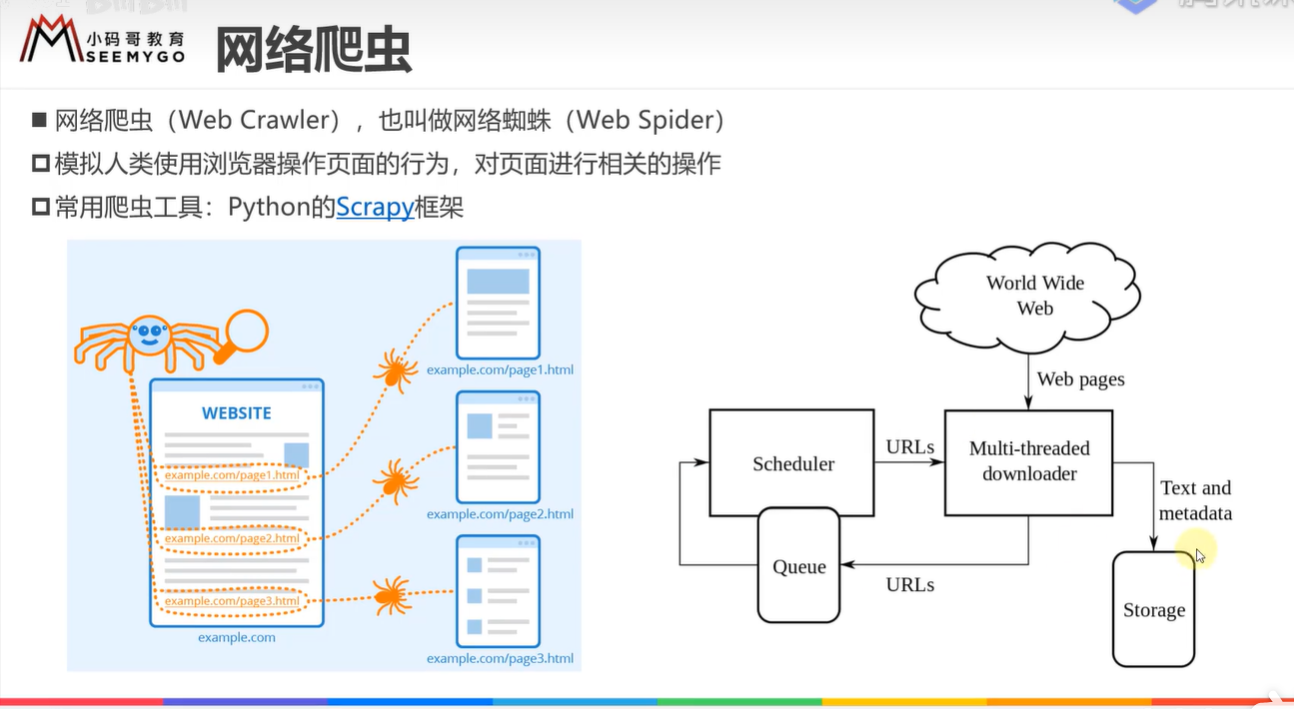 小码哥教育
SEEMYGO
网络爬虫
网络爬虫（Web Crawler），也叫做网络蜘蛛（Web Spider）
模拟人类使用浏览器操作页面的行为，对页面进行相关的操作
常用爬虫工具：Python的Scrapy框架
WEBSITE
example.com/page1.html
example.com/page2.html
example.com/page3.html
example.com
example.com/page1.html
example.com/page2.html
example.com/page3.html
World Wide
Web
Web pages
Scheduler
URLs
Multi-threaded
downloader
Text and
metadata
Queue
URLs
Storage